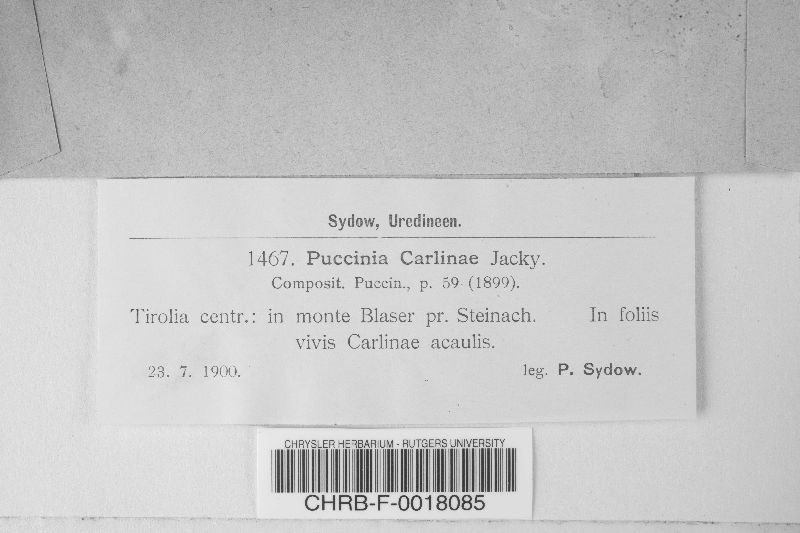 Sydow, Uredineen.
1467. Puccinia Carlinae Jacky.
Composit. Puccin., p. 59 (1899).
Tirolia centr.: in monte Blaser pr. Steinach. In foliis
vivis Carlinae acaulis.
23. 7. 1900. leg. P. Sydow.
CHRYSLER HERBARIUM - RUTGERS UNIVERSITY
CHRB-F-0018085